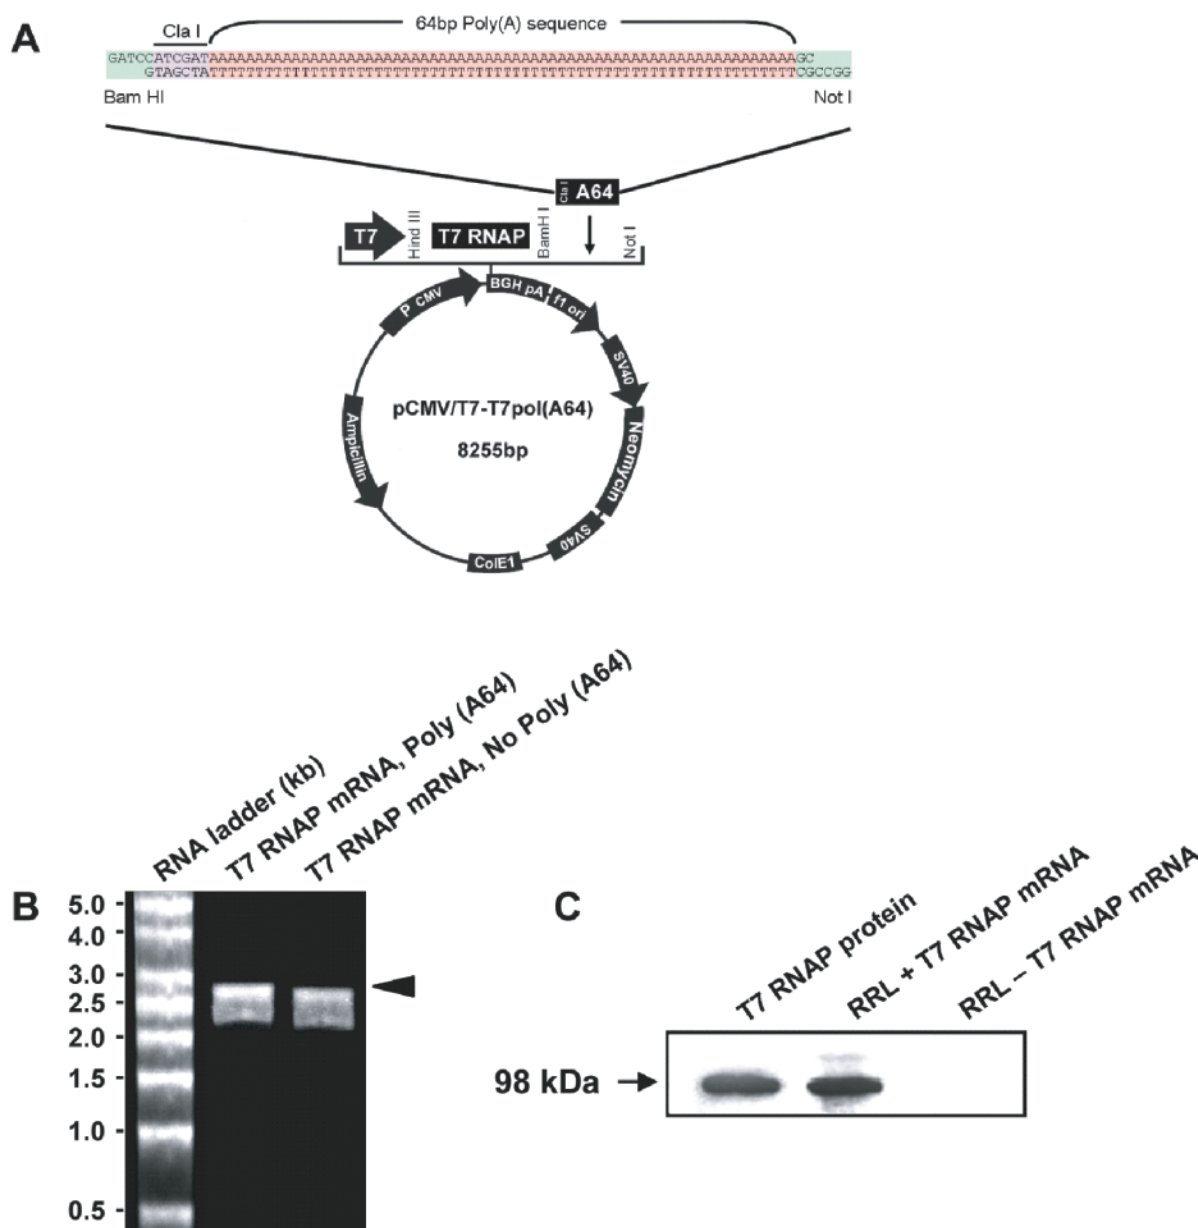 A
Cla I
64bp Poly(A) sequence
GATCCATCGATAAAAAAAAAAAAAAAAAAAAAAAAAAAAAAAAAAAAAAAAAAAAAAAAAAAAAAAAAAAAAAAAGC
GTAGCTATTTTTTTTTTTTTTTTTTTTTTTTTTTTTTTTTTTTTTTTTTTTTTTTTTTTTTTTTTTTTTTTCGCCGG
Bam HI
Not I
Cla I A64
T7
Hind III
T7 RNAP
BamH I
Not I
P CMV
BGH pA
f1 ori
SV40
Neomycin
SV40
ColE1
Ampicillin
pCMV/T7-T7pol(A64)
8255bp
RNA ladder (kb)
T7 RNAP mRNA, Poly (A64)
T7 RNAP mRNA, No Poly (A64)
B
5.0
4.0
3.0
2.5
2.0
1.5
1.0
0.5
C
T7 RNAP protein
RRL + T7 RNAP mRNA
RRL – T7 RNAP mRNA
98 kDa